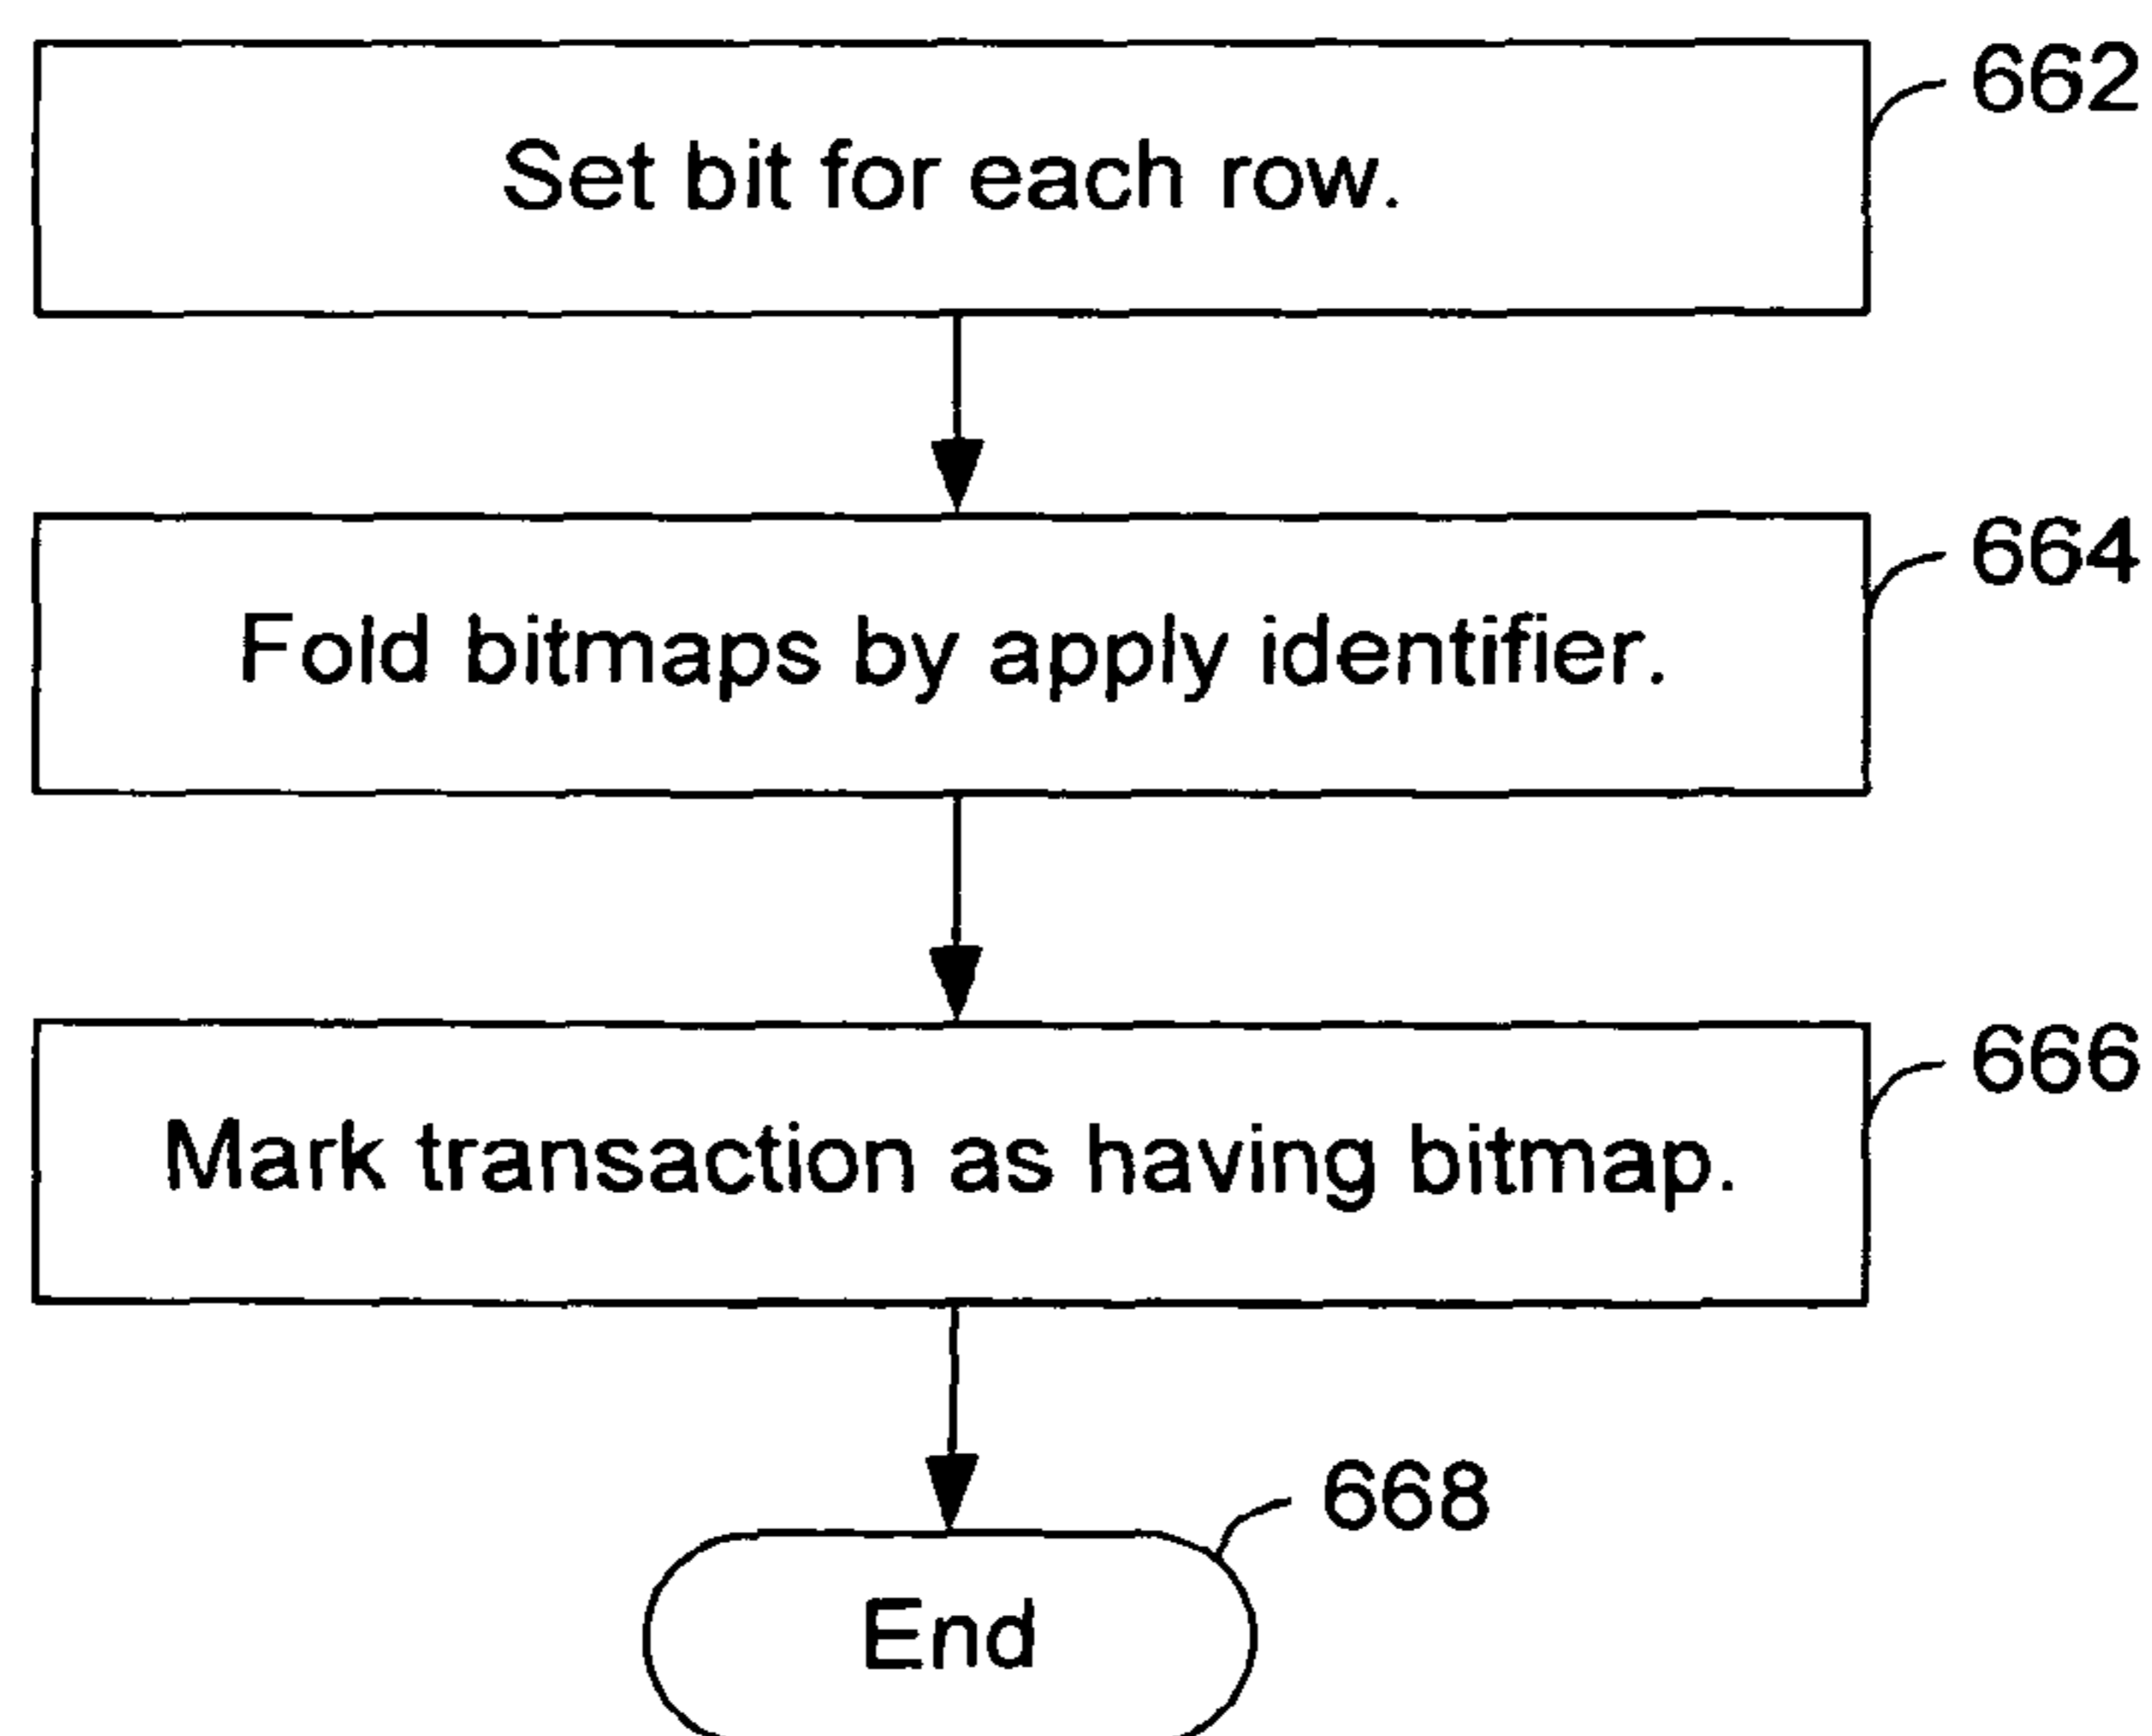 662
Set bit for each row.
664
Fold bitmaps by apply identifier.
666
Mark transaction as having bitmap.
668
End